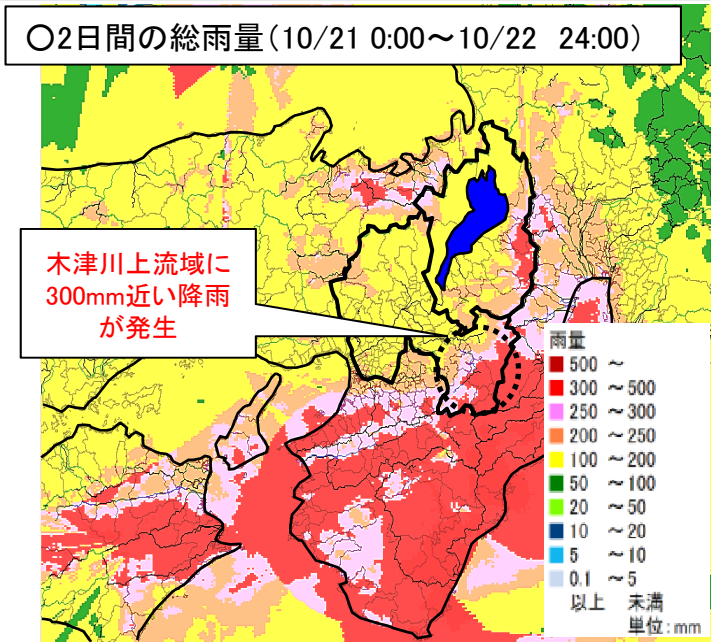 〇2日間の総雨量(10/21 0:00～10/22 24:00)
木津川上流域に
300mm近い降雨
が発生
雨量
500 ～
300 ～500
250 ～300
200 ～250
100 ～200
50 ～100
20 ～50
10 ～20
5 ～10
0.1 ～5
以上 未満
単位:mm